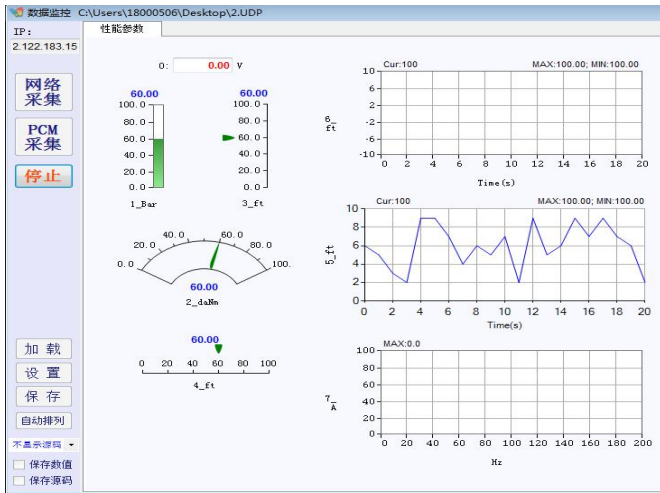 数据监控 C:\Users\18000506\Desktop\2.UDP
IP:
2.122.183.15
网络
采集
PCM
采集
停止
加 载
设 置
保 存
自动排列
不显示源码
保存数值
保存源码
性能参数
0: 0.00 V
60.00
100.0
80.0
60.0
40.0
20.0
0.0
1_Bar
60.00
100.0
80.0
60.0
40.0
20.0
0.0
3_ft
0.0 20.0 40.0 60.0 80.0 100.
60.00
2_daNm
60.00
0 20 40 60 80 100
4_ft
Cur:100 MAX:100.00; MIN:100.00
10
6
2
-2
-6
-10
6_
ft
0 2 4 6 8 10 12 14 16 18 20
Time(s)
Cur:100 MAX:100.00; MIN:100.00
10
8
6
4
2
0
5_ft
0 2 4 6 8 10 12 14 16 18 20
Time(s)
MAX:0.0
100
80
60
40
20
0
7_
A
0 20 40 60 80 100 120 140 160 180 200
Hz